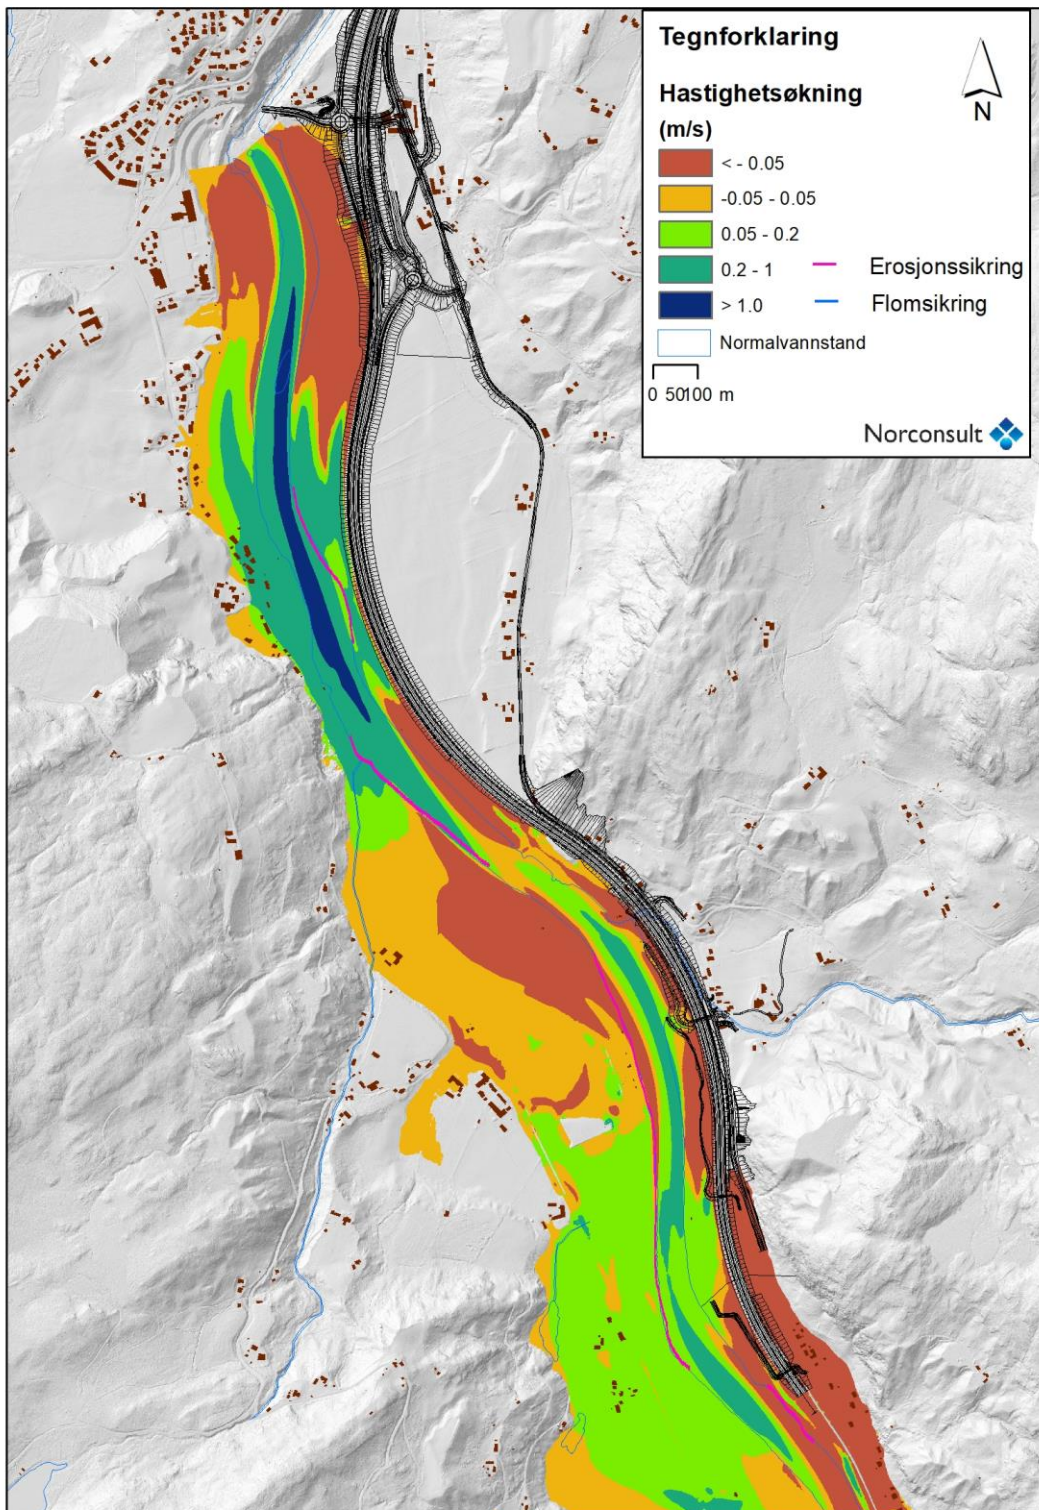 Tegnforklaring
Hastighetsøkning
(m/s)
< - 0.05
-0.05 - 0.05
0.05 - 0.2
0.2 - 1
Erosjonssikring
> 1.0
Flomsikring
Normalvannstand
0 50100 m
N
Norconsult